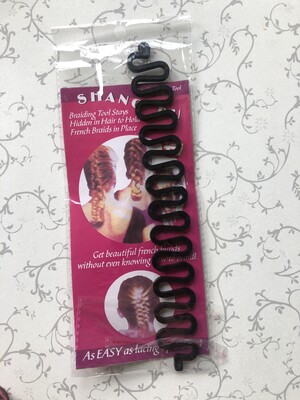 SHANG
Tool
Braiding Tool Stays
Hidden in Hair to Hold
French Braids in Place
Get beautiful french braids
without even knowing
As EASY as lacing